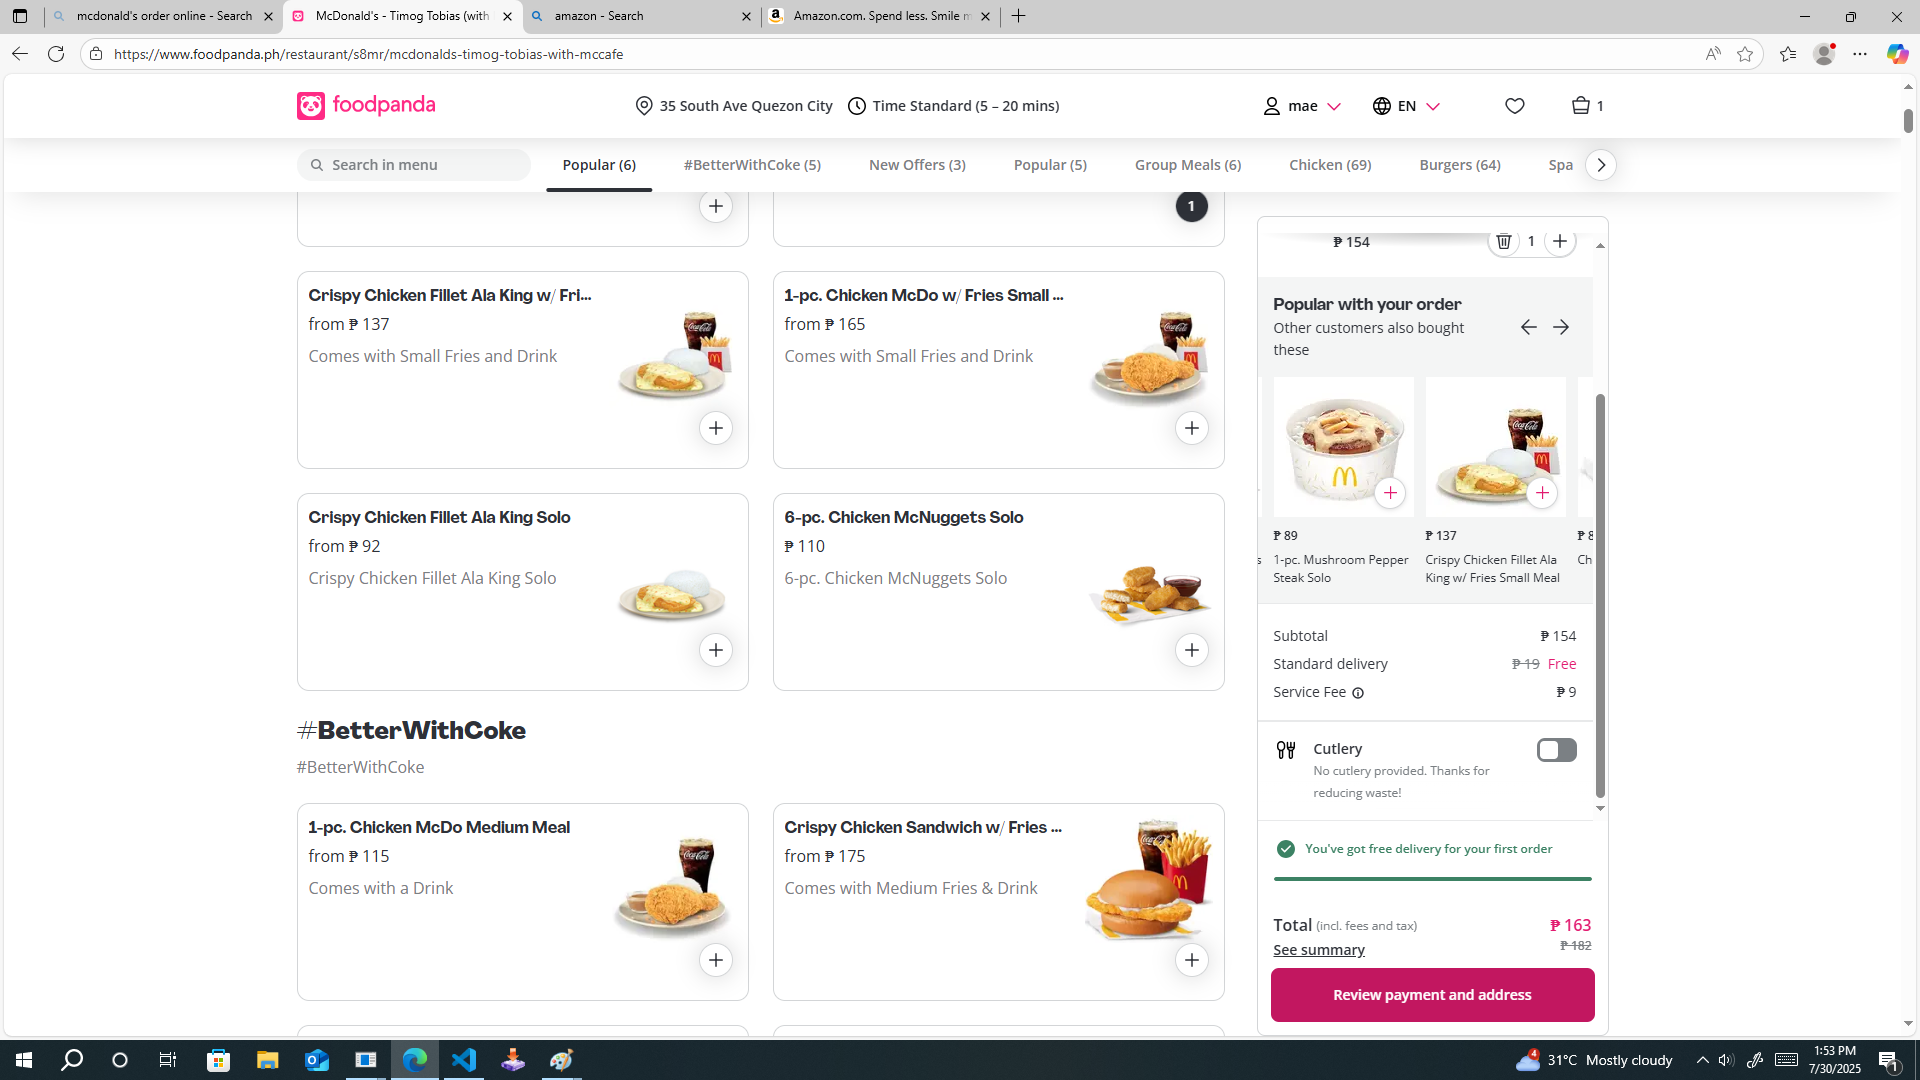 mcdonald's order online - Search
McDonald's - Timog Tobias (with
amazon - Search
Amazon.com. Spend less. Smile m
https://www.foodpanda.ph/restaurant/s8mr/mcdonalds-timog-tobias-with-mccafe
foodpanda
35 South Ave Quezon City
Time Standard (5 – 20 mins)
mae
EN
1
Search in menu
Popular (6)
#BetterWithCoke (5)
New Offers (3)
Popular (5)
Group Meals (6)
Chicken (69)
Burgers (64)
Spa
1
Crispy Chicken Fillet Ala King w/ Fri...
from ₱ 137
Comes with Small Fries and Drink
1-pc. Chicken McDo w/ Fries Small ...
from ₱ 165
Comes with Small Fries and Drink
Crispy Chicken Fillet Ala King Solo
from ₱ 92
Crispy Chicken Fillet Ala King Solo
6-pc. Chicken McNuggets Solo
₱ 110
6-pc. Chicken McNuggets Solo
#BetterWithCoke
#BetterWithCoke
1-pc. Chicken McDo Medium Meal
from ₱ 115
Comes with a Drink
Crispy Chicken Sandwich w/ Fries ...
from ₱ 175
Comes with Medium Fries & Drink
₱ 154
1
Popular with your order
Other customers also bought
these
₱ 89
1-pc. Mushroom Pepper
Steak Solo
₱ 137
Crispy Chicken Fillet Ala
King w/ Fries Small Meal
₱ 8
Ch
Subtotal ₱ 154
Standard delivery ₱ 19 Free
Service Fee ₱ 9
Cutlery
No cutlery provided. Thanks for
reducing waste!
You've got free delivery for your first order
Total (incl. fees and tax) ₱ 163
See summary ₱ 182
Review payment and address
4
31°C Mostly cloudy
1:53 PM
7/30/2025
1